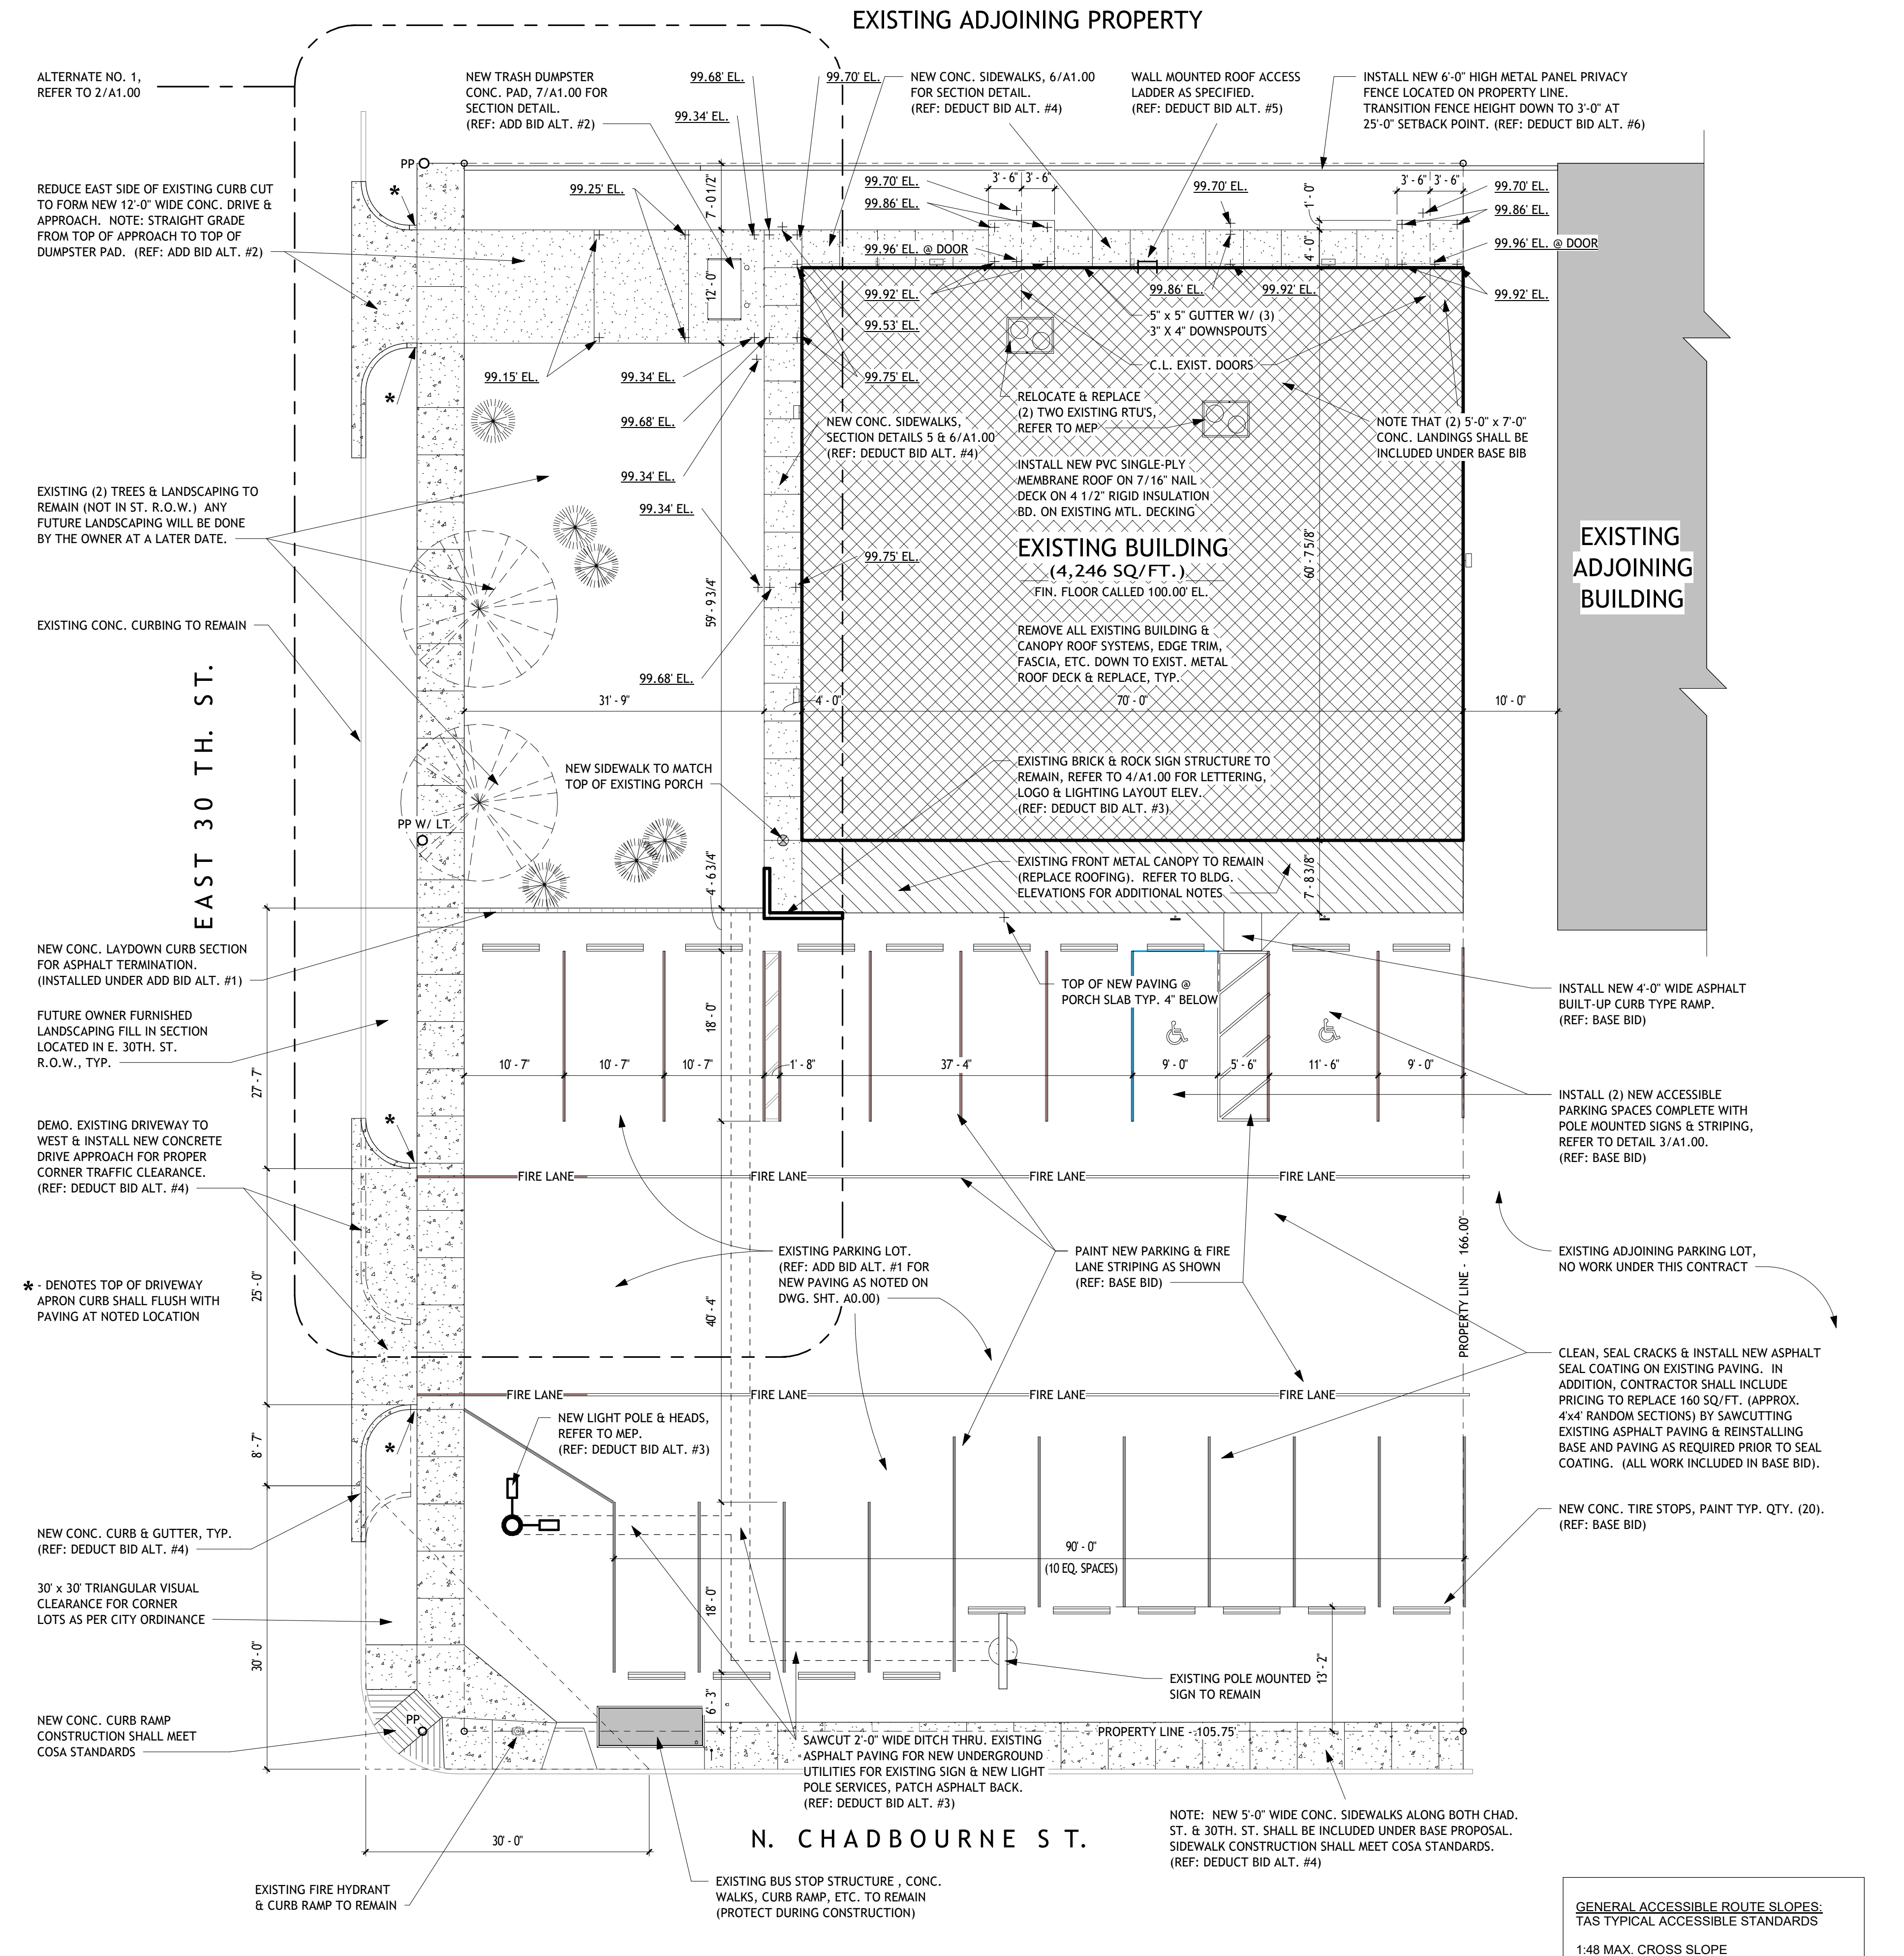 EXISTING ADJOINING PROPERTY
ALTERNATE NO. 1,
REFER TO 2/A1.00
NEW TRASH DUMPSTER
CONC. PAD, 7/A1.00 FOR
SECTION DETAIL.
(REF: ADD BID ALT. #2)
99.68' EL.
99.34' EL.
99.70' EL.
NEW CONC. SIDEWALKS, 6/A1.00
FOR SECTION DETAIL.
(REF: DEDUCT BID ALT. #4)
WALL MOUNTED ROOF ACCESS
LADDER AS SPECIFIED.
(REF: DEDUCT BID ALT. #5)
INSTALL NEW 6'-0" HIGH METAL PANEL PRIVACY
FENCE LOCATED ON PROPERTY LINE.
TRANSITION FENCE HEIGHT DOWN TO 3'-0" AT
25'-0" SETBACK POINT. (REF: DEDUCT BID ALT. #6)
PP
REDUCE EAST SIDE OF EXISTING CURB CUT
TO FORM NEW 12'-0" WIDE CONC. DRIVE &
APPROACH. NOTE: STRAIGHT GRADE
FROM TOP OF APPROACH TO TOP OF
DUMPSTER PAD. (REF: ADD BID ALT. #2)
*
99.25' EL.
7' - 0 1/2"
99.70' EL.
99.86' EL.
3' - 6"
3' - 6"
99.70' EL.
3' - 6"
3' - 6"
1' - 0"
99.70' EL.
99.86' EL.
99.96' EL. @ DOOR
4' - 0"
99.96' EL. @ DOOR
12' - 0"
99.92' EL.
99.86' EL.
99.92' EL.
99.92' EL.
99.53' EL.
5" x 5" GUTTER W/ (3)
3" X 4" DOWNSPOUTS
C.L. EXIST. DOORS
*
99.15' EL.
99.34' EL.
99.75' EL.
RELOCATE & REPLACE
(2) TWO EXISTING RTU'S,
REFER TO MEP
99.68' EL.
NEW CONC. SIDEWALKS,
SECTION DETAILS 5 & 6/A1.00
(REF: DEDUCT BID ALT. #4)
NOTE THAT (2) 5'-0" x 7'-0"
CONC. LANDINGS SHALL BE
INCLUDED UNDER BASE BIB
99.34' EL.
INSTALL NEW PVC SINGLE-PLY
MEMBRANE ROOF ON 7/16" NAIL
DECK ON 4 1/2" RIGID INSULATION
BD. ON EXISTING MTL. DECKING
EXISTING (2) TREES & LANDSCAPING TO
REMAIN (NOT IN ST. R.O.W.) ANY
FUTURE LANDSCAPING WILL BE DONE
BY THE OWNER AT A LATER DATE.
99.34' EL.
EXISTING BUILDING
(4,246 SQ/FT.)
FIN. FLOOR CALLED 100.00' EL.
60' - 7 5/8"
EXISTING
ADJOINING
BUILDING
99.75' EL.
59' - 9 3/4"
EXISTING CONC. CURBING TO REMAIN
REMOVE ALL EXISTING BUILDING &
CANOPY ROOF SYSTEMS, EDGE TRIM,
FASCIA, ETC. DOWN TO EXIST. METAL
ROOF DECK & REPLACE, TYP.
EAST 30 TH. ST.
99.68' EL.
31' - 9"
4' - 0"
70' - 0"
10' - 0"
NEW SIDEWALK TO MATCH
TOP OF EXISTING PORCH
EXISTING BRICK & ROCK SIGN STRUCTURE TO
REMAIN, REFER TO 4/A1.00 FOR LETTERING,
LOGO & LIGHTING LAYOUT ELEV.
(REF: DEDUCT BID ALT. #3)
PP W/ LT.
4' - 6 3/4"
EXISTING FRONT METAL CANOPY TO REMAIN
(REPLACE ROOFING). REFER TO BLDG.
ELEVATIONS FOR ADDITIONAL NOTES
7' - 8 3/8"
NEW CONC. LAYDOWN CURB SECTION
FOR ASPHALT TERMINATION.
(INSTALLED UNDER ADD BID ALT. #1)
TOP OF NEW PAVING @
PORCH SLAB TYP. 4" BELOW
INSTALL NEW 4'-0" WIDE ASPHALT
BUILT-UP CURB TYPE RAMP.
(REF: BASE BID)
FUTURE OWNER FURNISHED
LANDSCAPING FILL IN SECTION
LOCATED IN E. 30TH. ST.
R.O.W., TYP.
18' - 0"
27' - 7"
10' - 7"
10' - 7"
10' - 7"
1' - 8"
37' - 4"
9' - 0"
5' - 6"
11' - 6"
9' - 0"
INSTALL (2) NEW ACCESSIBLE
PARKING SPACES COMPLETE WITH
POLE MOUNTED SIGNS & STRIPING,
REFER TO DETAIL 3/A1.00.
(REF: BASE BID)
DEMO. EXISTING DRIVEWAY TO
WEST & INSTALL NEW CONCRETE
DRIVE APPROACH FOR PROPER
CORNER TRAFFIC CLEARANCE.
(REF: DEDUCT BID ALT. #4)
*
FIRE LANE
FIRE LANE
FIRE LANE
FIRE LANE
PROPERTY LINE - 166.00'
EXISTING PARKING LOT.
(REF: ADD BID ALT. #1 FOR
NEW PAVING AS NOTED ON
DWG. SHT. A0.00)
PAINT NEW PARKING & FIRE
LANE STRIPING AS SHOWN
(REF: BASE BID)
EXISTING ADJOINING PARKING LOT,
NO WORK UNDER THIS CONTRACT
* - DENOTES TOP OF DRIVEWAY
APRON CURB SHALL FLUSH WITH
PAVING AT NOTED LOCATION
25' - 0"
40' - 4"
CLEAN, SEAL CRACKS & INSTALL NEW ASPHALT
SEAL COATING ON EXISTING PAVING. IN
ADDITION, CONTRACTOR SHALL INCLUDE
PRICING TO REPLACE 160 SQ/FT. (APPROX.
4'x4' RANDOM SECTIONS) BY SAWCUTTING
EXISTING ASPHALT PAVING & REINSTALLING
BASE AND PAVING AS REQUIRED PRIOR TO SEAL
COATING. (ALL WORK INCLUDED IN BASE BID).
FIRE LANE
FIRE LANE
FIRE LANE
FIRE LANE
8' - 7"
*
NEW LIGHT POLE & HEADS,
REFER TO MEP.
(REF: DEDUCT BID ALT. #3)
NEW CONC. TIRE STOPS, PAINT TYP. QTY. (20).
(REF: BASE BID)
NEW CONC. CURB & GUTTER, TYP.
(REF: DEDUCT BID ALT. #4)
90' - 0"
(10 EQ. SPACES)
30' x 30' TRIANGULAR VISUAL
CLEARANCE FOR CORNER
LOTS AS PER CITY ORDINANCE
18' - 0"
30' - 0"
13' - 2"
EXISTING POLE MOUNTED
SIGN TO REMAIN
6' - 3"
NEW CONC. CURB RAMP
CONSTRUCTION SHALL MEET
COSA STANDARDS
PP
PROPERTY LINE - 105.75'
SAWCUT 2'-0" WIDE DITCH THRU. EXISTING
ASPHALT PAVING FOR NEW UNDERGROUND
UTILITIES FOR EXISTING SIGN & NEW LIGHT
POLE SERVICES, PATCH ASPHALT BACK.
(REF: DEDUCT BID ALT. #3)
30' - 0"
N. CHADBOURNE ST.
NOTE: NEW 5'-0" WIDE CONC. SIDEWALKS ALONG BOTH CHAD.
ST. & 30TH. ST. SHALL BE INCLUDED UNDER BASE PROPOSAL.
SIDEWALK CONSTRUCTION SHALL MEET COSA STANDARDS.
(REF: DEDUCT BID ALT. #4)
EXISTING FIRE HYDRANT
& CURB RAMP TO REMAIN
EXISTING BUS STOP STRUCTURE , CONC.
WALKS, CURB RAMP, ETC. TO REMAIN
(PROTECT DURING CONSTRUCTION)
GENERAL ACCESSIBLE ROUTE SLOPES:
TAS TYPICAL ACCESSIBLE STANDARDS
1:48 MAX. CROSS SLOPE